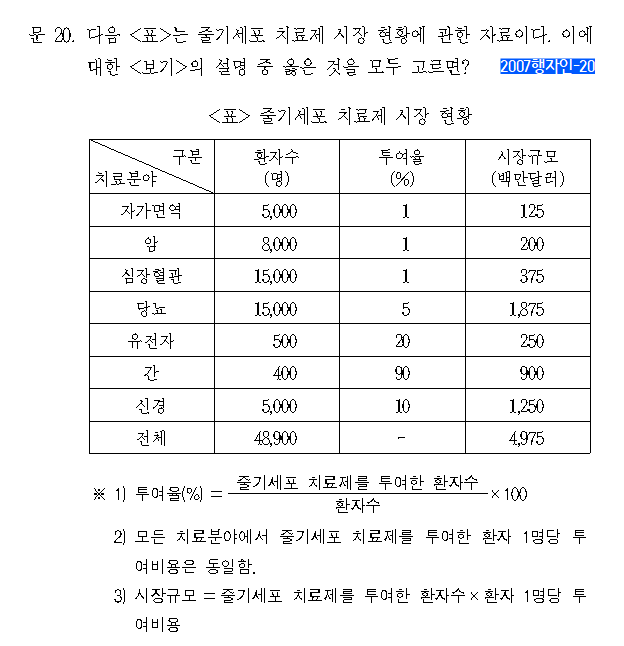 문 20. 다음 <표>는 줄기세포 치료제 시장 현황에 관한 자료이다. 이에
대한 <보기>의 설명 중 옳은 것을 모두 고르면? 2007행자인-20
<표> 줄기세포 치료제 시장 현황
구분 치료분야 환자수 (명) 투여율 (%) 시장규모 (백만달러)
자가면역 5,000 1 125
암 8,000 1 200
심장혈관 15,000 1 375
당뇨 15,000 5 1,875
유전자 500 20 250
간 400 90 900
신경 5,000 10 1,250
전체 48,900 - 4,975
※ 1) 투여율(%) = 줄기세포 치료제를 투여한 환자수 / 환자수 × 100
2) 모든 치료분야에서 줄기세포 치료제를 투여한 환자 1명당 투
여비용은 동일함.
3) 시장규모 = 줄기세포 치료제를 투여한 환자수 × 환자 1명당 투
여비용